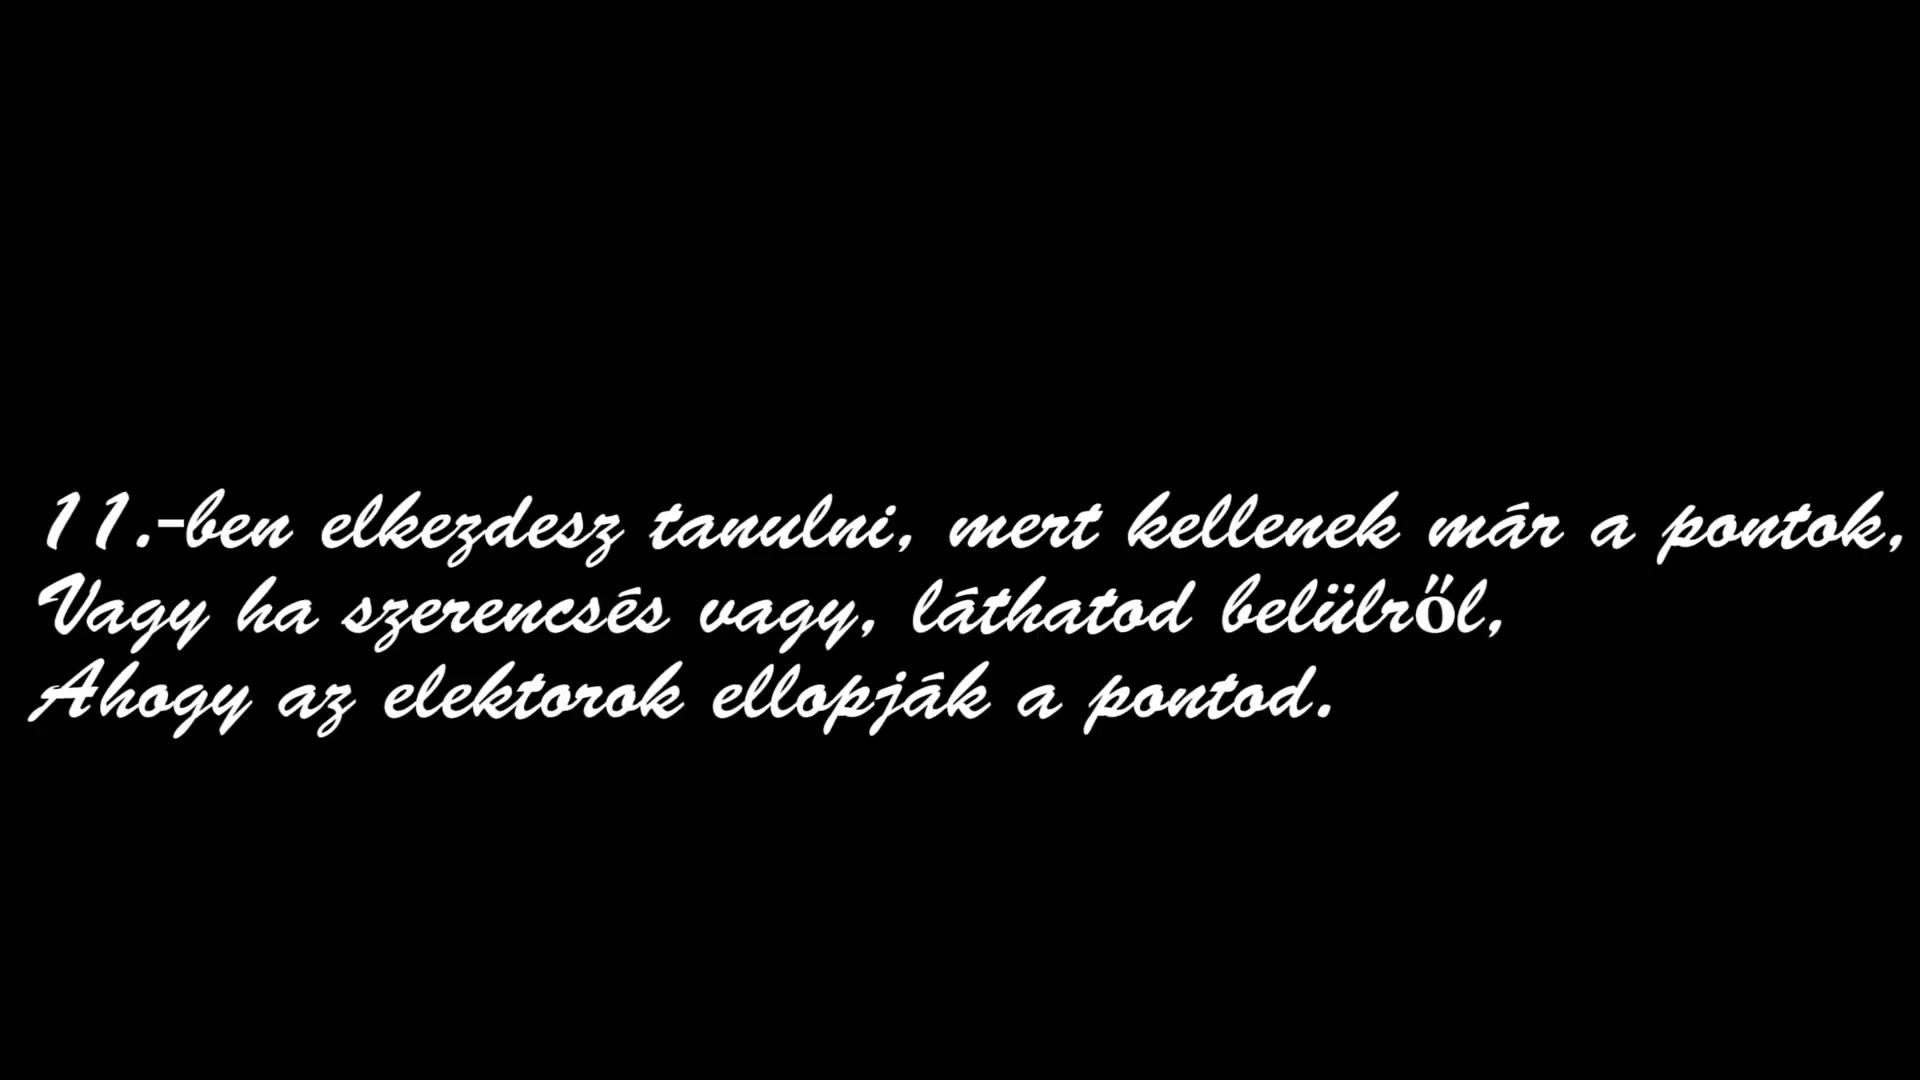 11.-ben elkezdesz tanulni, mert kellenek már a pontok,
Vagy ha szerencsés vagy, láthatod belülről,
Ahogy az elektorok ellopják a pontod.